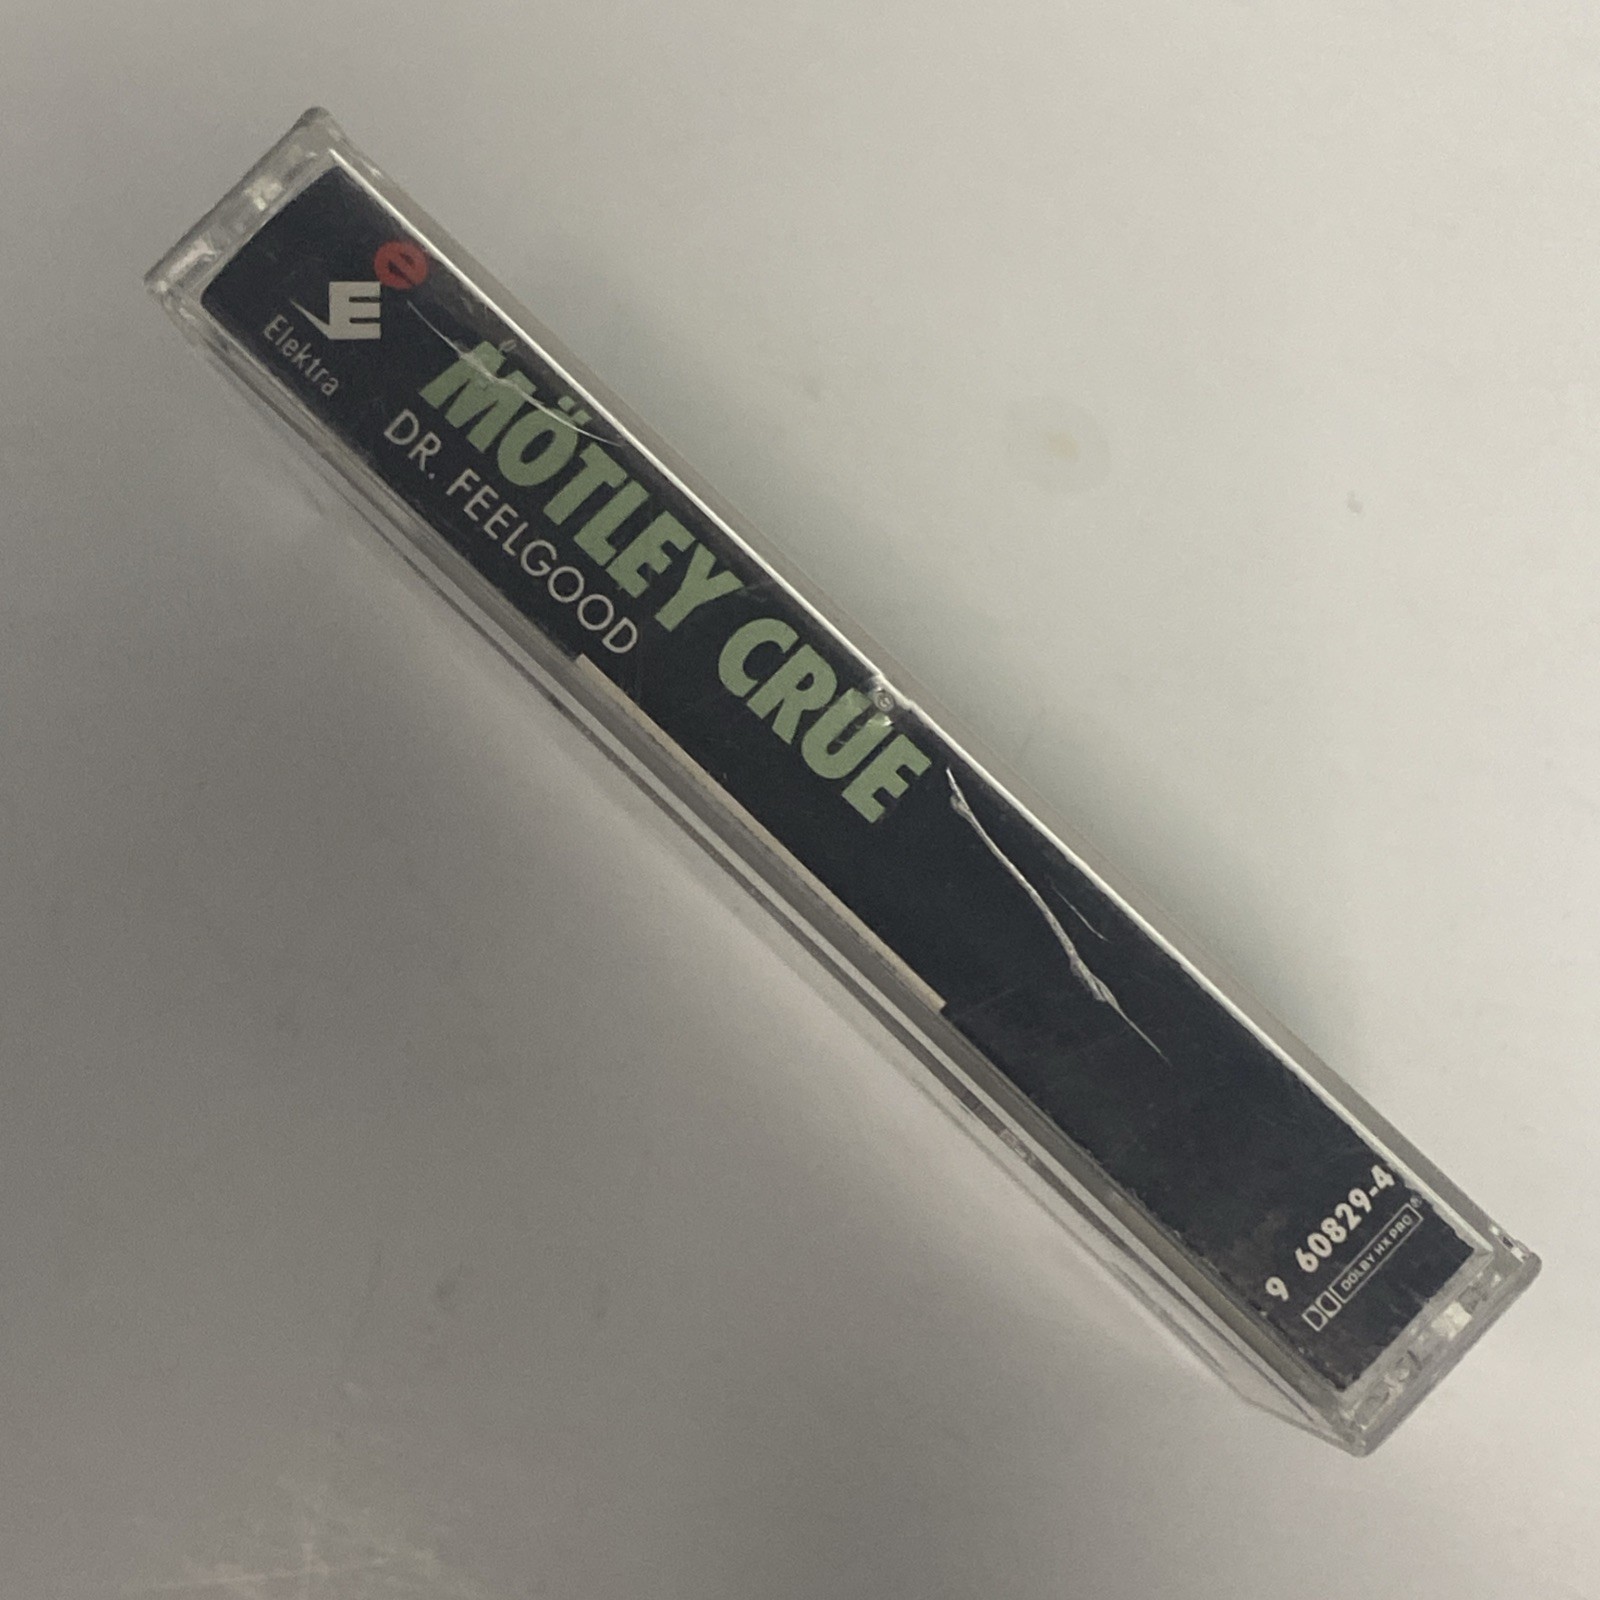 e
E
Elektra
MÖTLEY CRÜE®
DR. FEELGOOD
9 60829-4
DOLBY HX PRO®